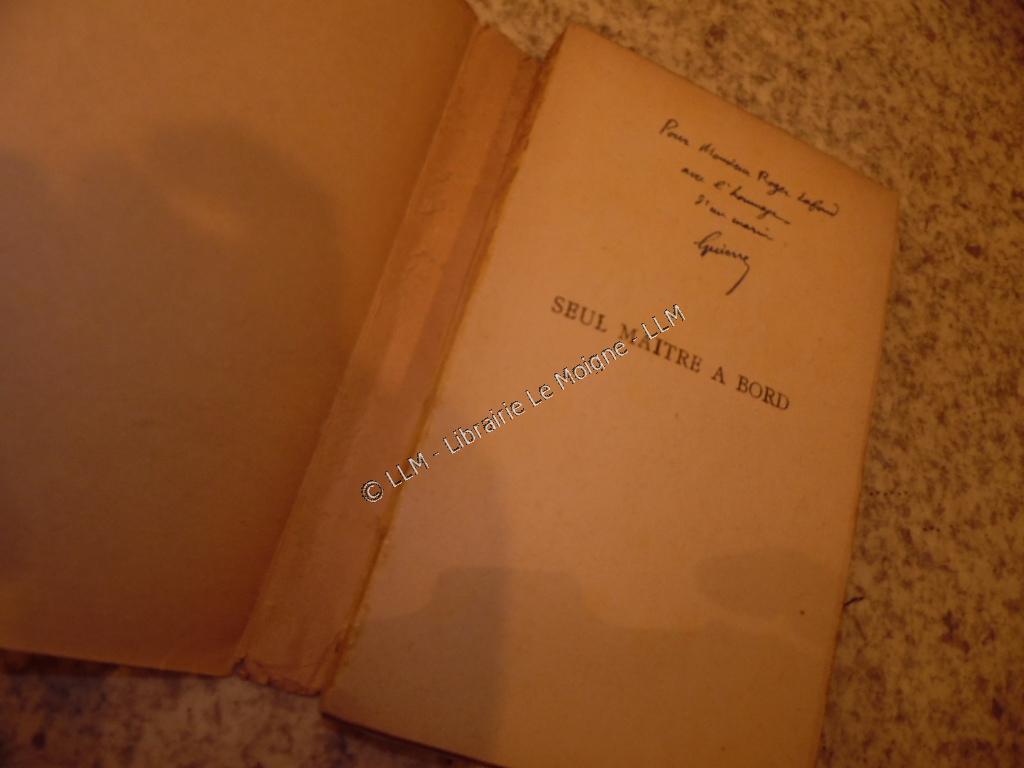 Pour Monsieur Roger Lafond
avec l'hommage
d'un marin
SEUL MAITRE A BORD
© LLM - Librairie Le Moigne - LLM